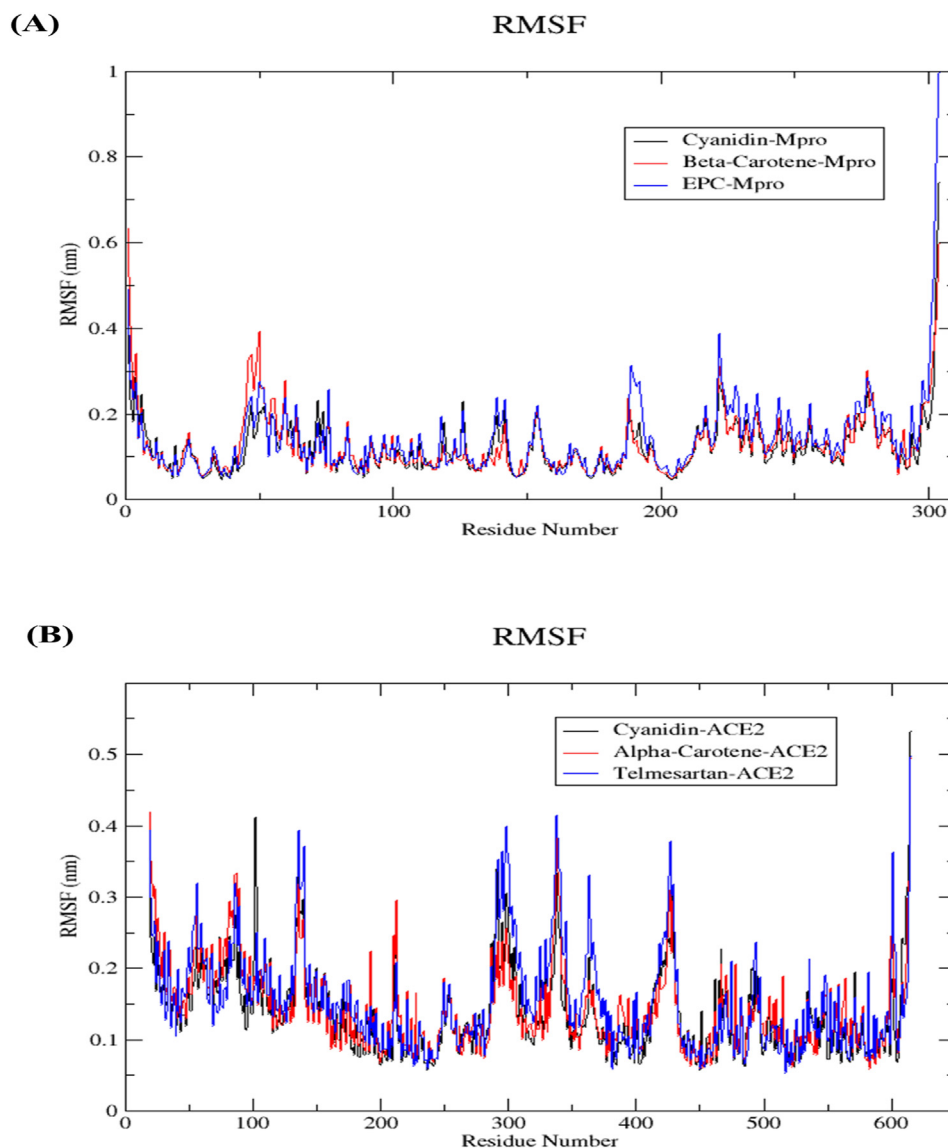 (A)
RMSF
1
0.8
0.6
0.4
0.2
0
RMSF (nm)
Cyanidin-Mpro
Beta-Carotene-Mpro
EPC-Mpro
0
100
200
300
Residue Number
(B)
RMSF
0.5
0.4
0.3
0.2
0.1
0
RMSF (nm)
Cyanidin-ACE2
Alpha-Carotene-ACE2
Telmesartan-ACE2
0
100
200
300
400
500
600
Residue Number